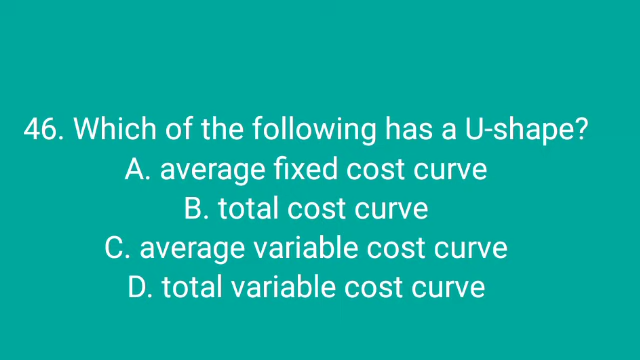 46. Which of the following has a U-shape?
A. average fixed cost curve
B. total cost curve
C. average variable cost curve
D. total variable cost curve